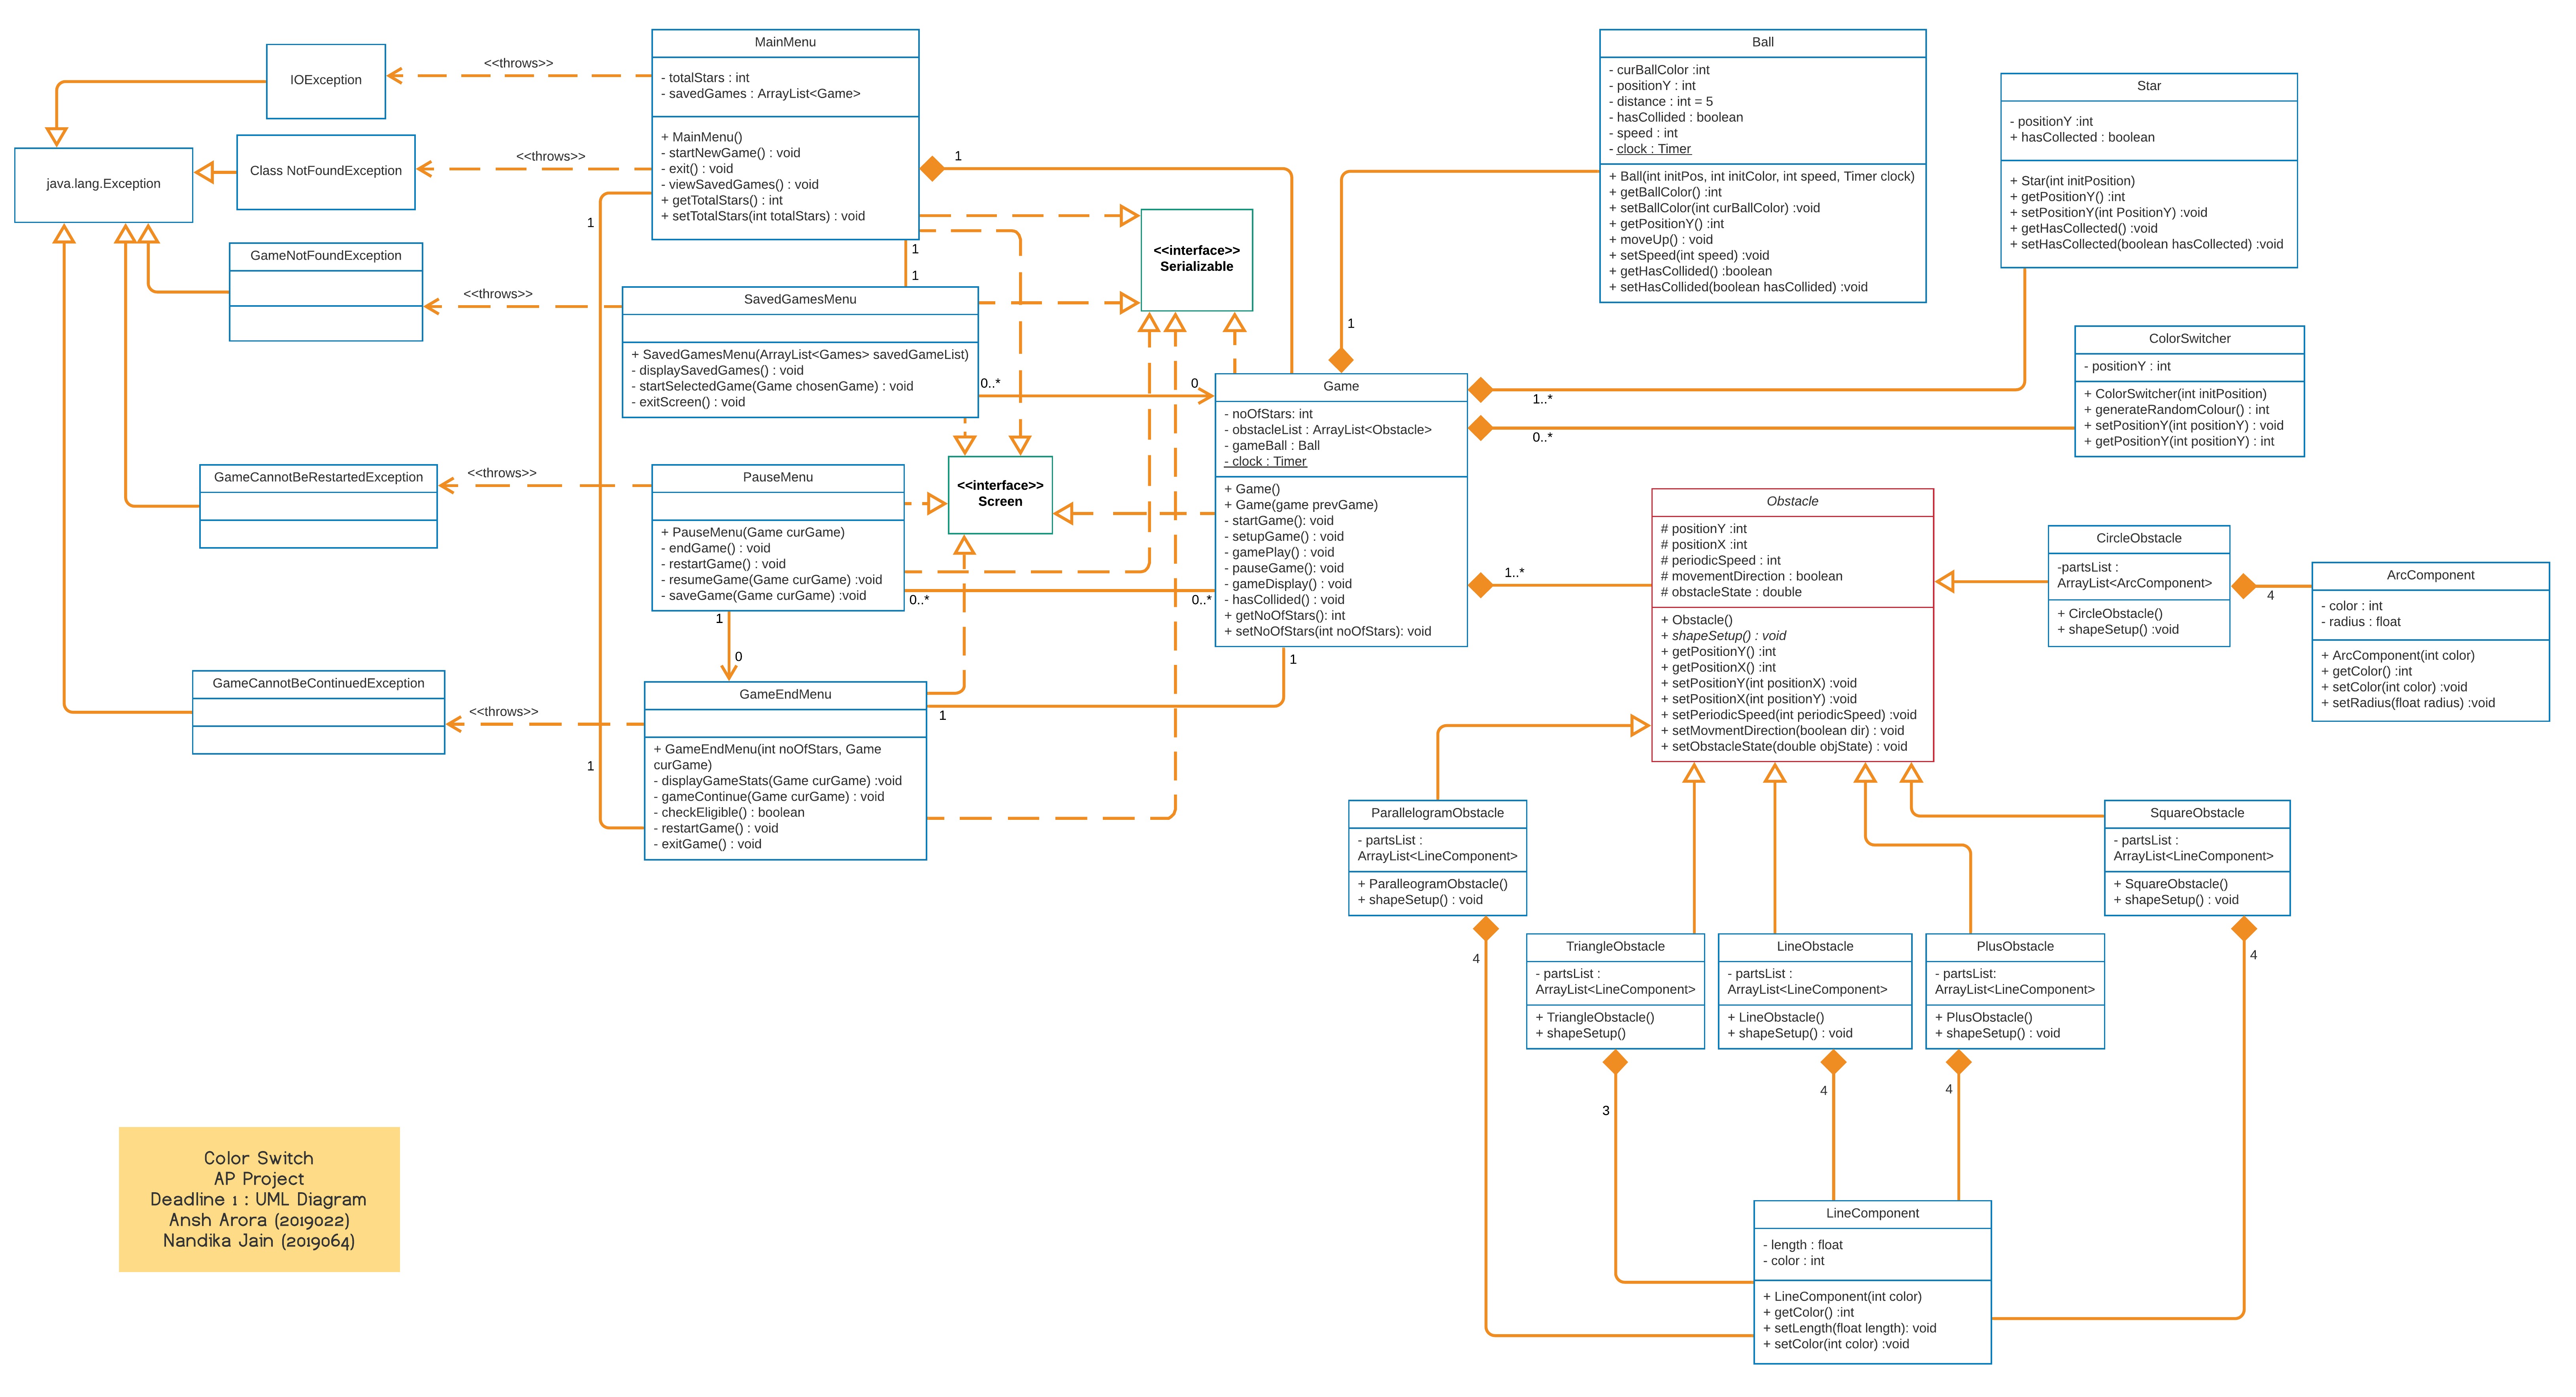 IOException
<<throws>>
Class NotFoundException
<<throws>>
java.lang.Exception
GameNotFoundException
<<throws>>
GameCannotBeRestartedException
<<throws>>
GameCannotBeContinuedException
<<throws>>
MainMenu
- totalStars : int
- savedGames : ArrayList<Game>
+ MainMenu()
- startNewGame() : void
- exit() : void
- viewSavedGames() : void
+ getTotalStars() : int
+ setTotalStars(int totalStars) : void
1
1
1
1
SavedGamesMenu
+ SavedGamesMenu(ArrayList<Games> savedGameList)
- displaySavedGames() : void
- startSelectedGame(Game chosenGame) : void
- exitScreen() : void
0..*
0
<<interface>>
Serializable
<<interface>>
Screen
PauseMenu
+ PauseMenu(Game curGame)
- endGame() : void
- restartGame() : void
- resumeGame(Game curGame) :void
- saveGame(Game curGame) :void
0..*
0..*
1
0
GameEndMenu
+ GameEndMenu(int noOfStars, Game
curGame)
- displayGameStats(Game curGame) :void
- gameContinue(Game curGame) : void
- checkEligible() : boolean
- restartGame() : void
- exitGame() : void
1
1
1
Game
- noOfStars: int
- obstacleList : ArrayList<Obstacle>
- gameBall : Ball
- clock : Timer
+ Game()
+ Game(game prevGame)
- startGame(): void
- setupGame() : void
- gamePlay() : void
- pauseGame(): void
- gameDisplay() : void
- hasCollided() : void
+ getNoOfStars(): int
+ setNoOfStars(int noOfStars): void
Ball
- curBallColor :int
- positionY : int
- distance : int = 5
- hasCollided : boolean
- speed : int
- clock : Timer
+ Ball(int initPos, int initColor, int speed, Timer clock)
+ getBallColor() :int
+ setBallColor(int curBallColor) :void
+ getPositionY() :int
+ moveUp() : void
+ setSpeed(int speed) :void
+ getHasCollided() :boolean
+ setHasCollided(boolean hasCollided) :void
1
Star
- positionY :int
+ hasCollected : boolean
+ Star(int initPosition)
+ getPositionY() :int
+ setPositionY(int PositionY) :void
+ getHasCollected() :void
+ setHasCollected(boolean hasCollected) :void
1..*
ColorSwitcher
- positionY : int
+ ColorSwitcher(int initPosition)
+ generateRandomColour() : int
+ setPositionY(int positionY) : void
+ getPositionY(int positionY) : int
0..*
1..*
Obstacle
# positionY :int
# positionX :int
# periodicSpeed : int
# movementDirection : boolean
# obstacleState : double
+ Obstacle()
+ shapeSetup() : void
+ getPositionY() :int
+ getPositionX() :int
+ setPositionY(int positionX) :void
+ setPositionX(int positionY) :void
+ setPeriodicSpeed(int periodicSpeed) :void
+ setMovmentDirection(boolean dir) : void
+ setObstacleState(double objState) : void
CircleObstacle
-partsList :
ArrayList<ArcComponent>
+ CircleObstacle()
+ shapeSetup() :void
4
ArcComponent
- color : int
- radius : float
+ ArcComponent(int color)
+ getColor() :int
+ setColor(int color) :void
+ setRadius(float radius) :void
ParallelogramObstacle
- partsList :
ArrayList<LineComponent>
+ ParalleogramObstacle()
+ shapeSetup() : void
4
SquareObstacle
- partsList :
ArrayList<LineComponent>
+ SquareObstacle()
+ shapeSetup() : void
4
TriangleObstacle
- partsList :
ArrayList<LineComponent>
+ TriangleObstacle()
+ shapeSetup()
3
LineObstacle
- partsList :
ArrayList<LineComponent>
+ LineObstacle()
+ shapeSetup() : void
4
PlusObstacle
- partsList:
ArrayList<LineComponent>
+ PlusObstacle()
+ shapeSetup() : void
4
LineComponent
- length : float
- color : int
+ LineComponent(int color)
+ getColor() :int
+ setLength(float length): void
+ setColor(int color) :void
Color Switch
AP Project
Deadline 1 : UML Diagram
Ansh Arora (2019022)
Nandika Jain (2019064)